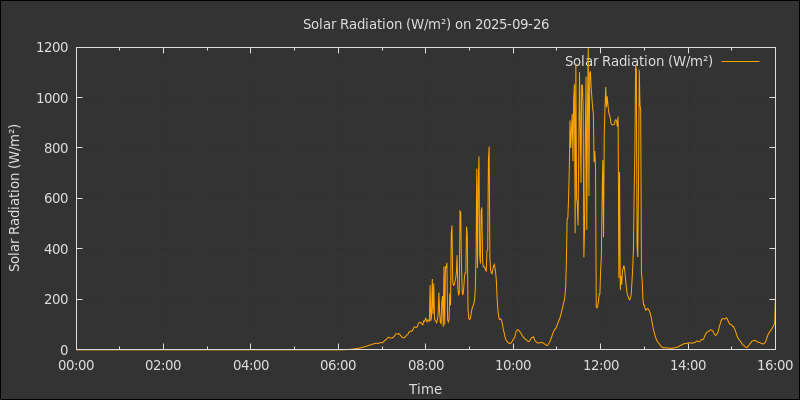 Solar Radiation (W/m²) on 2025-09-26
Solar Radiation (W/m²)
1200
1000
800
600
400
200
0
Solar Radiation (W/m²)
00:00 02:00 04:00 06:00 08:00 10:00 12:00 14:00 16:00
Time